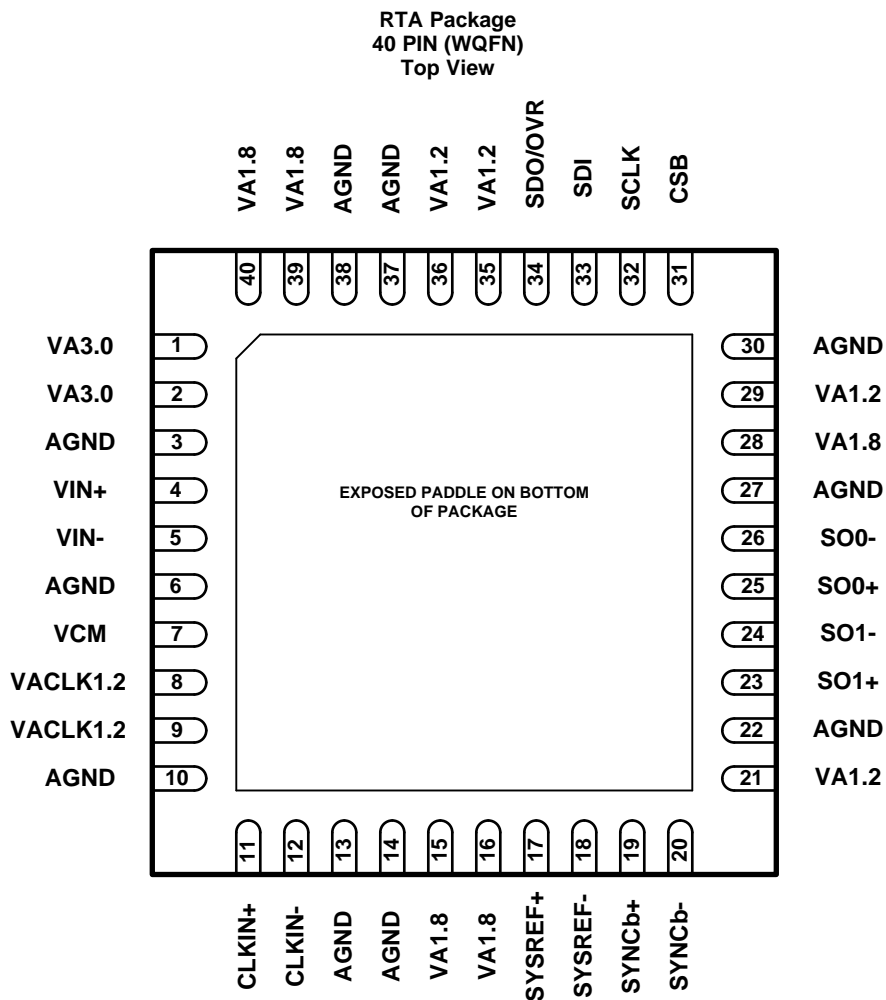 RTA Package
40 PIN (WQFN)
Top View
VA1.8
VA1.8
AGND
AGND
VA1.2
VA1.2
SDO/OVR
SDI
SCLK
CSB
40
39
38
37
36
35
34
33
32
31
VA3.0 1
VA3.0 2
AGND 3
VIN+ 4
VIN- 5
AGND 6
VCM 7
VACLK1.2 8
VACLK1.2 9
AGND 10
EXPOSED PADDLE ON BOTTOM
OF PACKAGE
30 AGND
29 VA1.2
28 VA1.8
27 AGND
26 SO0-
25 SO0+
24 SO1-
23 SO1+
22 AGND
21 VA1.2
11
12
13
14
15
16
17
18
19
20
CLKIN+
CLKIN-
AGND
AGND
VA1.8
VA1.8
SYSREF+
SYSREF-
SYNCb+
SYNCb-